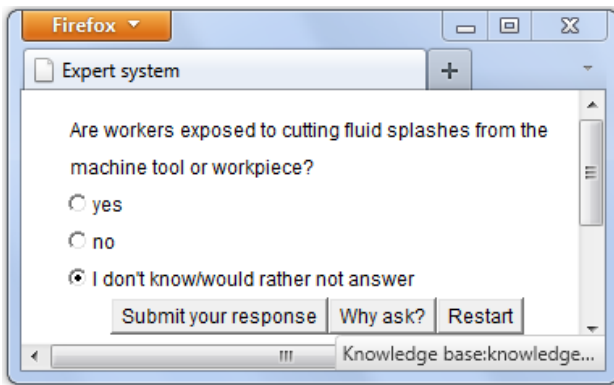 Firefox
Expert system
Are workers exposed to cutting fluid splashes from the
machine tool or workpiece?
yes
no
I don't know/would rather not answer
Submit your response Why ask? Restart
Knowledge base:knowledge...